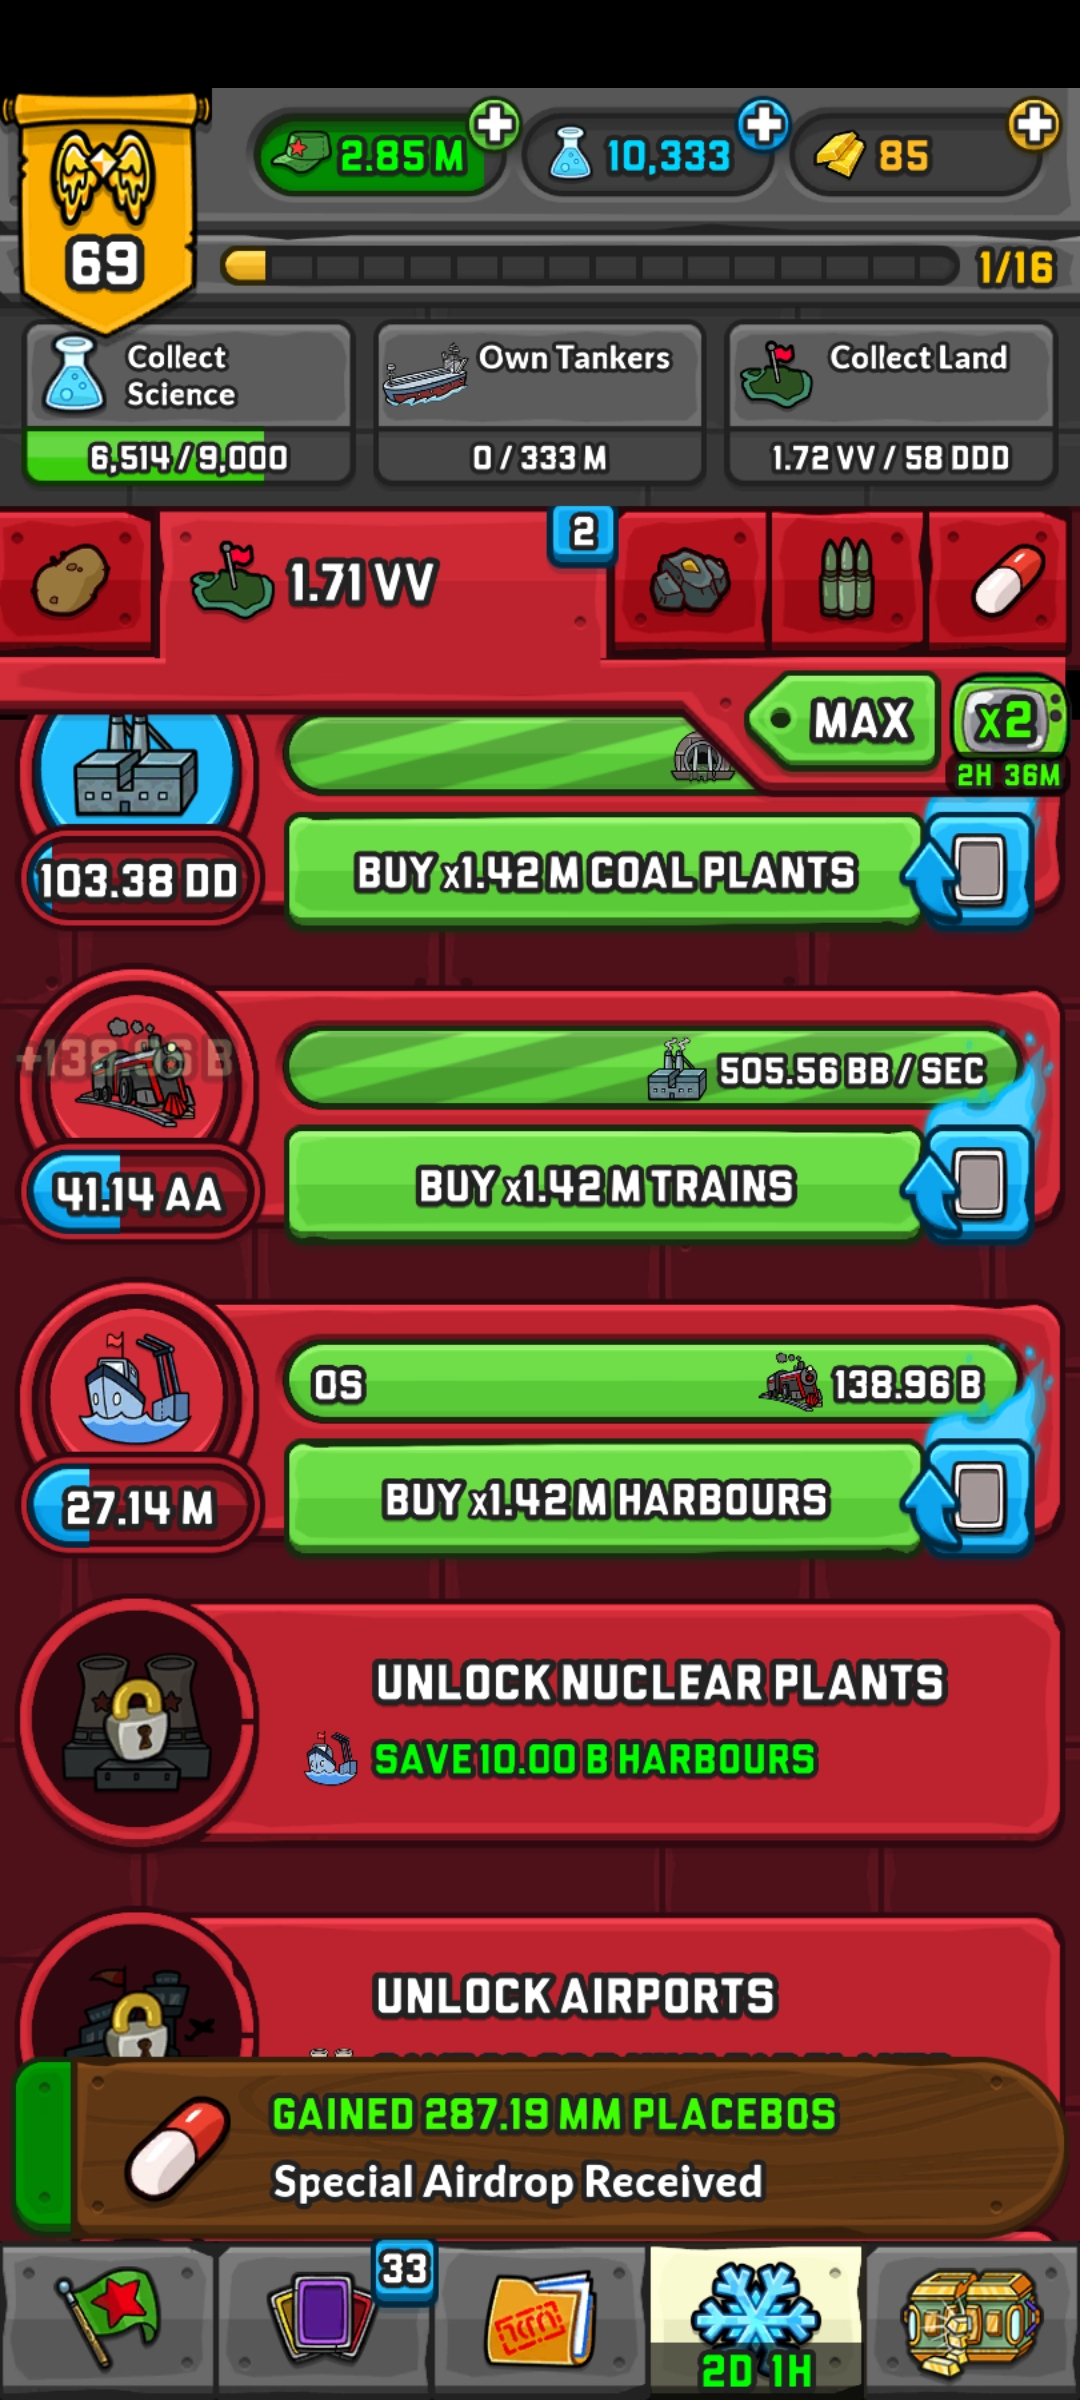 2.85 M
10,333
85
69
1/16
Collect
Science
6,514 / 9,000
Own Tankers
0 / 333 M
Collect Land
1.72 VV / 58 DDD
1.71 VV
2
MAX
x2
2H 36M
103.38 DD
BUY x1.42 M COAL PLANTS
505.56 BB / SEC
41.14 AA
BUY x1.42 M TRAINS
0S
138.96 B
27.14 M
BUY x1.42 M HARBOURS
UNLOCK NUCLEAR PLANTS
SAVE 10.00 B HARBOURS
UNLOCK AIRPORTS
GAINED 287.19 MM PLACEBOS
Special Airdrop Received
33
2D 1H